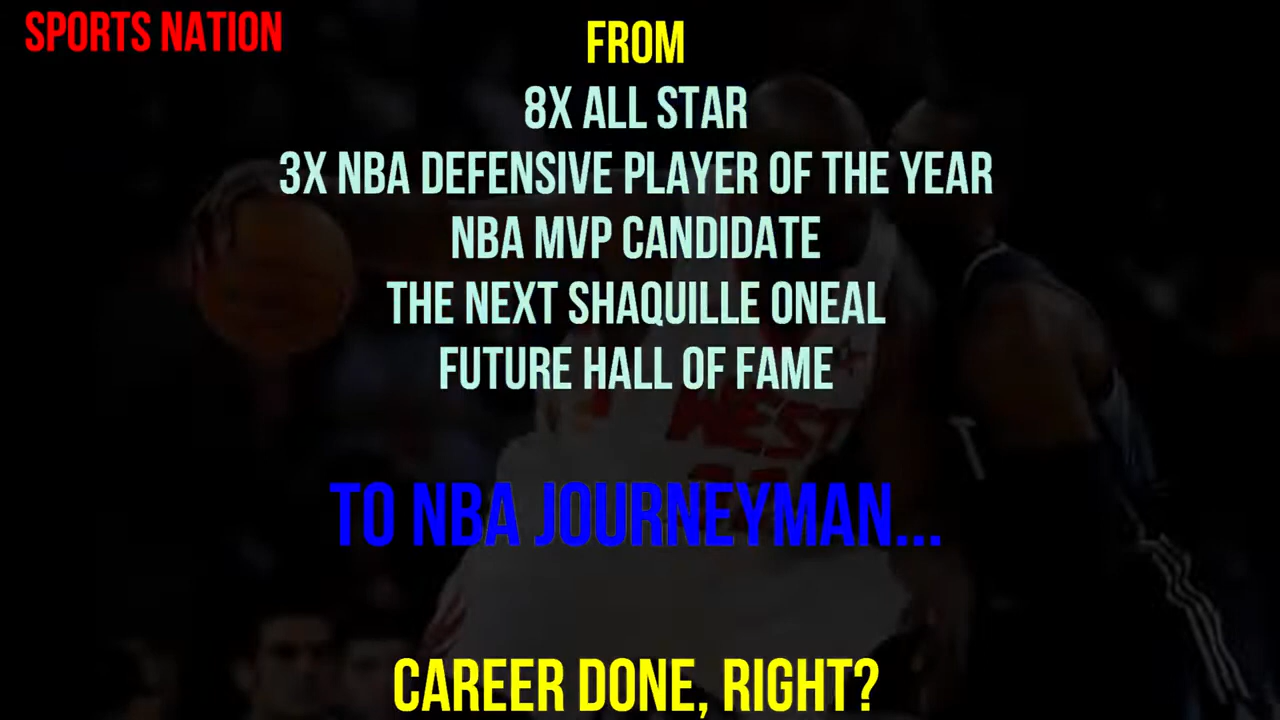 SPORTS NATION
FROM
8X ALL STAR
3X NBA DEFENSIVE PLAYER OF THE YEAR
NBA MVP CANDIDATE
THE NEXT SHAQUILLE ONEAL
FUTURE HALL OF FAME
WEST
TO NBA JOURNEYMAN...
CAREER DONE, RIGHT?